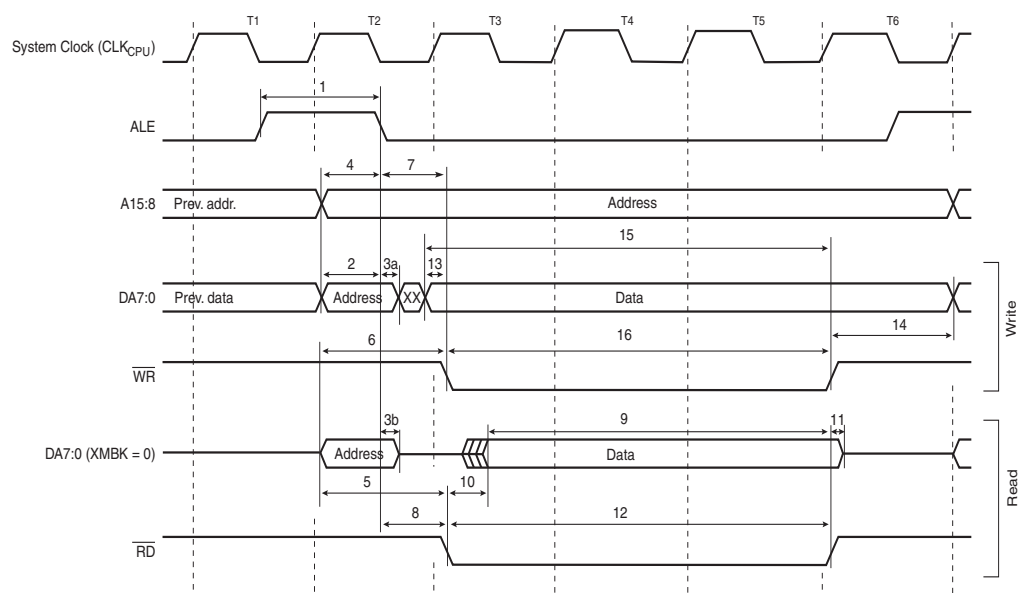 T1 T2 T3 T4 T5 T6
System Clock (CLKCPU)
1
ALE
4 7
A15:8 Prev. addr. Address
15
2 3a 13
DA7:0 Prev. data Address XX Data
6 16 14
WR
Write
3b 9 11
DA7:0 (XMBK = 0) Address Data
5 10
8 12
RD
Read